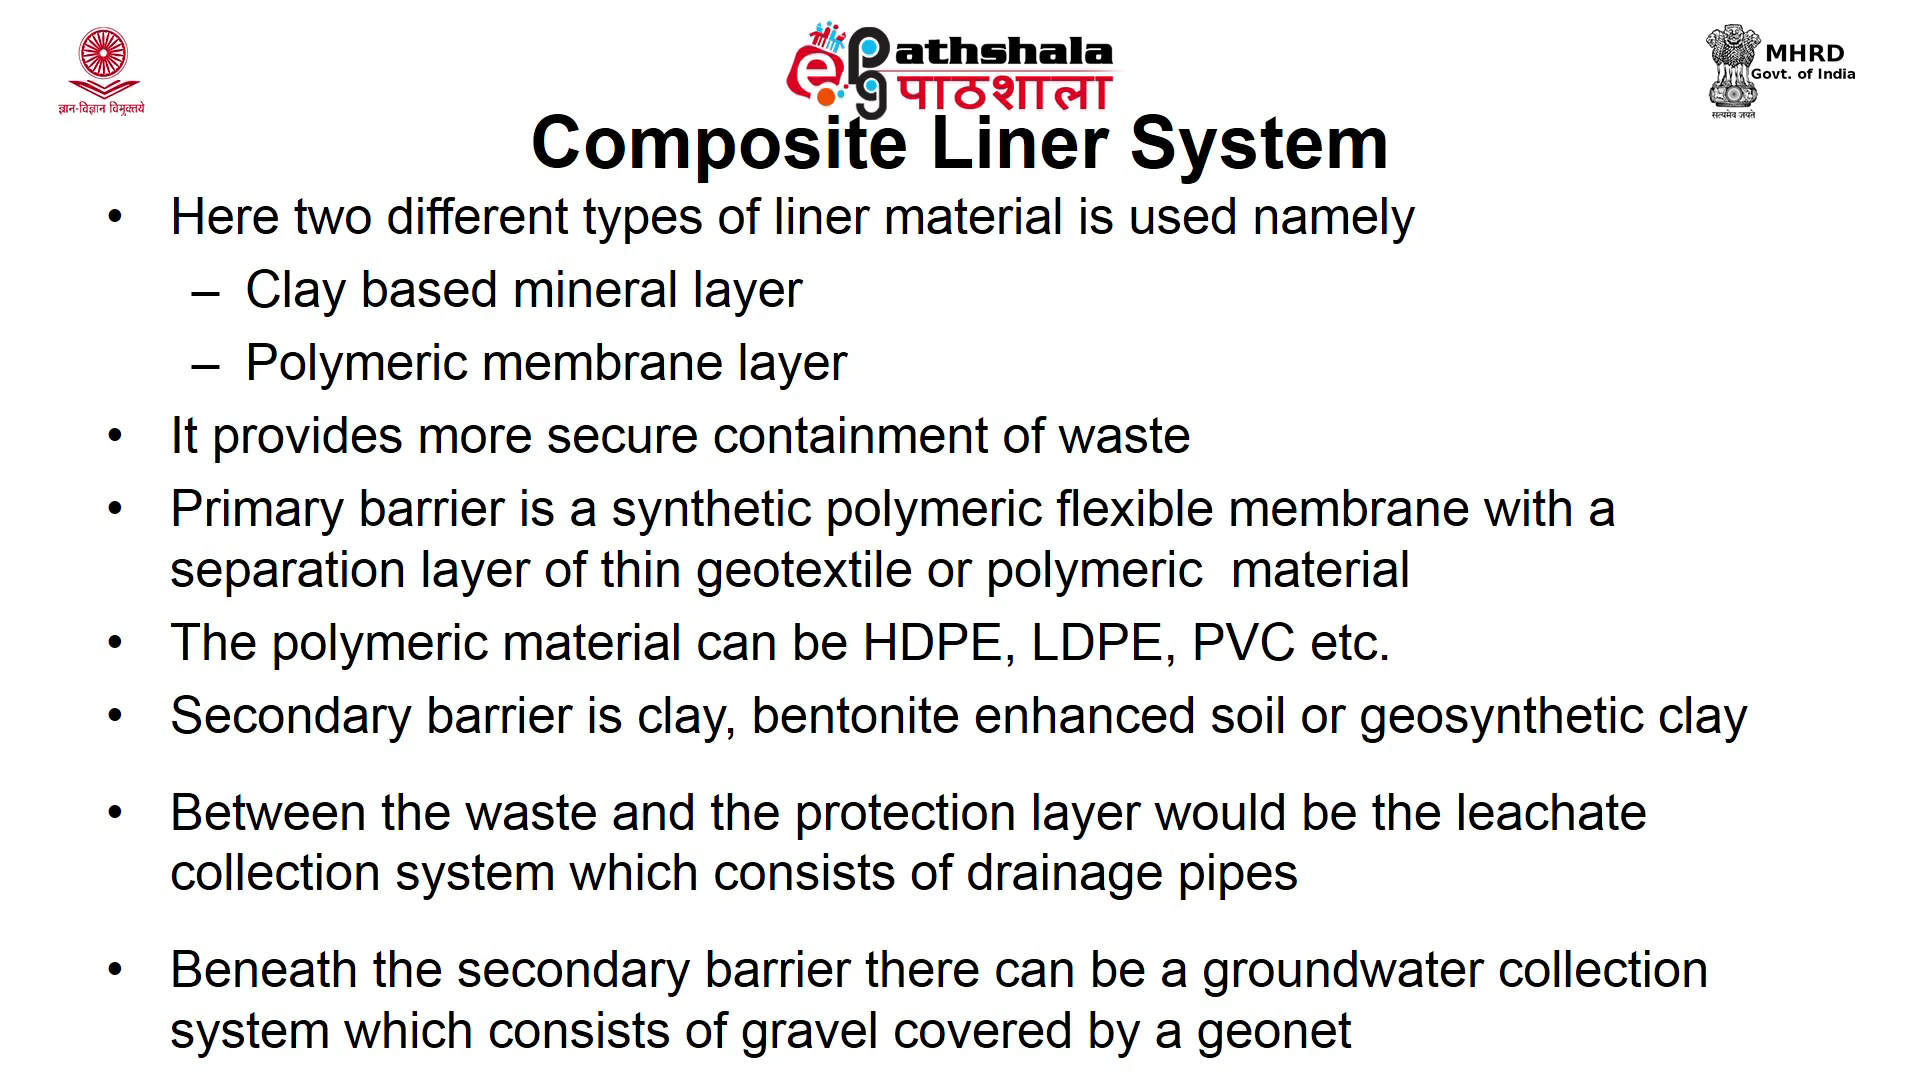 ज्ञान-विज्ञान विमुक्तये
ePathshala
पाठशाला
MHRD
Govt. of India
सत्यमेव जयते
Composite Liner System
• Here two different types of liner material is used namely
– Clay based mineral layer
– Polymeric membrane layer
• It provides more secure containment of waste
• Primary barrier is a synthetic polymeric flexible membrane with a
separation layer of thin geotextile or polymeric  material
• The polymeric material can be HDPE, LDPE, PVC etc.
• Secondary barrier is clay, bentonite enhanced soil or geosynthetic clay
• Between the waste and the protection layer would be the leachate
collection system which consists of drainage pipes
• Beneath the secondary barrier there can be a groundwater collection
system which consists of gravel covered by a geonet